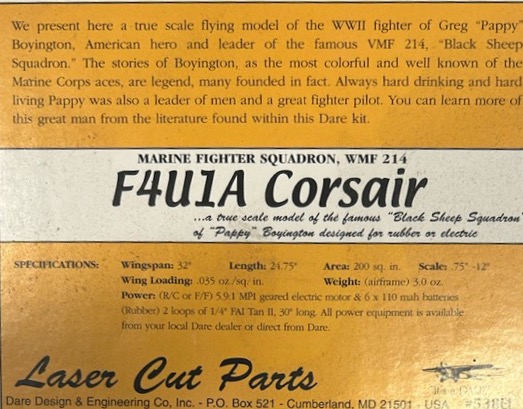 We present here a true scale flying model of the WWII fighter of Greg "Pappy"
Boyington, American hero and leader of the famous VMF 214, "Black Sheep
Squadron." The stories of Boyington, as the most colorful and well known of the
Marine Corps aces, are legend, many founded in fact. Always hard drinking and hard
living Pappy was also a leader of men and a great fighter pilot. You can learn more of
this great man from the literature found within this Dare kit.
MARINE FIGHTER SQUADRON, WMF 214
F4U1A Corsair
...a true scale model of the famous "Black Sheep Squadron"
of "Pappy" Boyington designed for rubber or electric
SPECIFICATIONS: Wingspan: 32" Length: 24.75" Area: 200 sq. in. Scale: .75" -12"
Wing Loading: .035 oz./sq. in. Weight: (airframe) 3.0 oz.
Power: (R/C or F/F) 5.9:1 MPI geared electric motor & 6 x 110 mah batteries
(Rubber) 2 loops of 1/4" FAI Tan II, 30" long. All power equipment is available
from your local Dare dealer or direct from Dare.
Laser Cut Parts
Dare Design & Engineering Co, Inc. - P.O. Box 521 - Cumberland, MD 21501 - USA